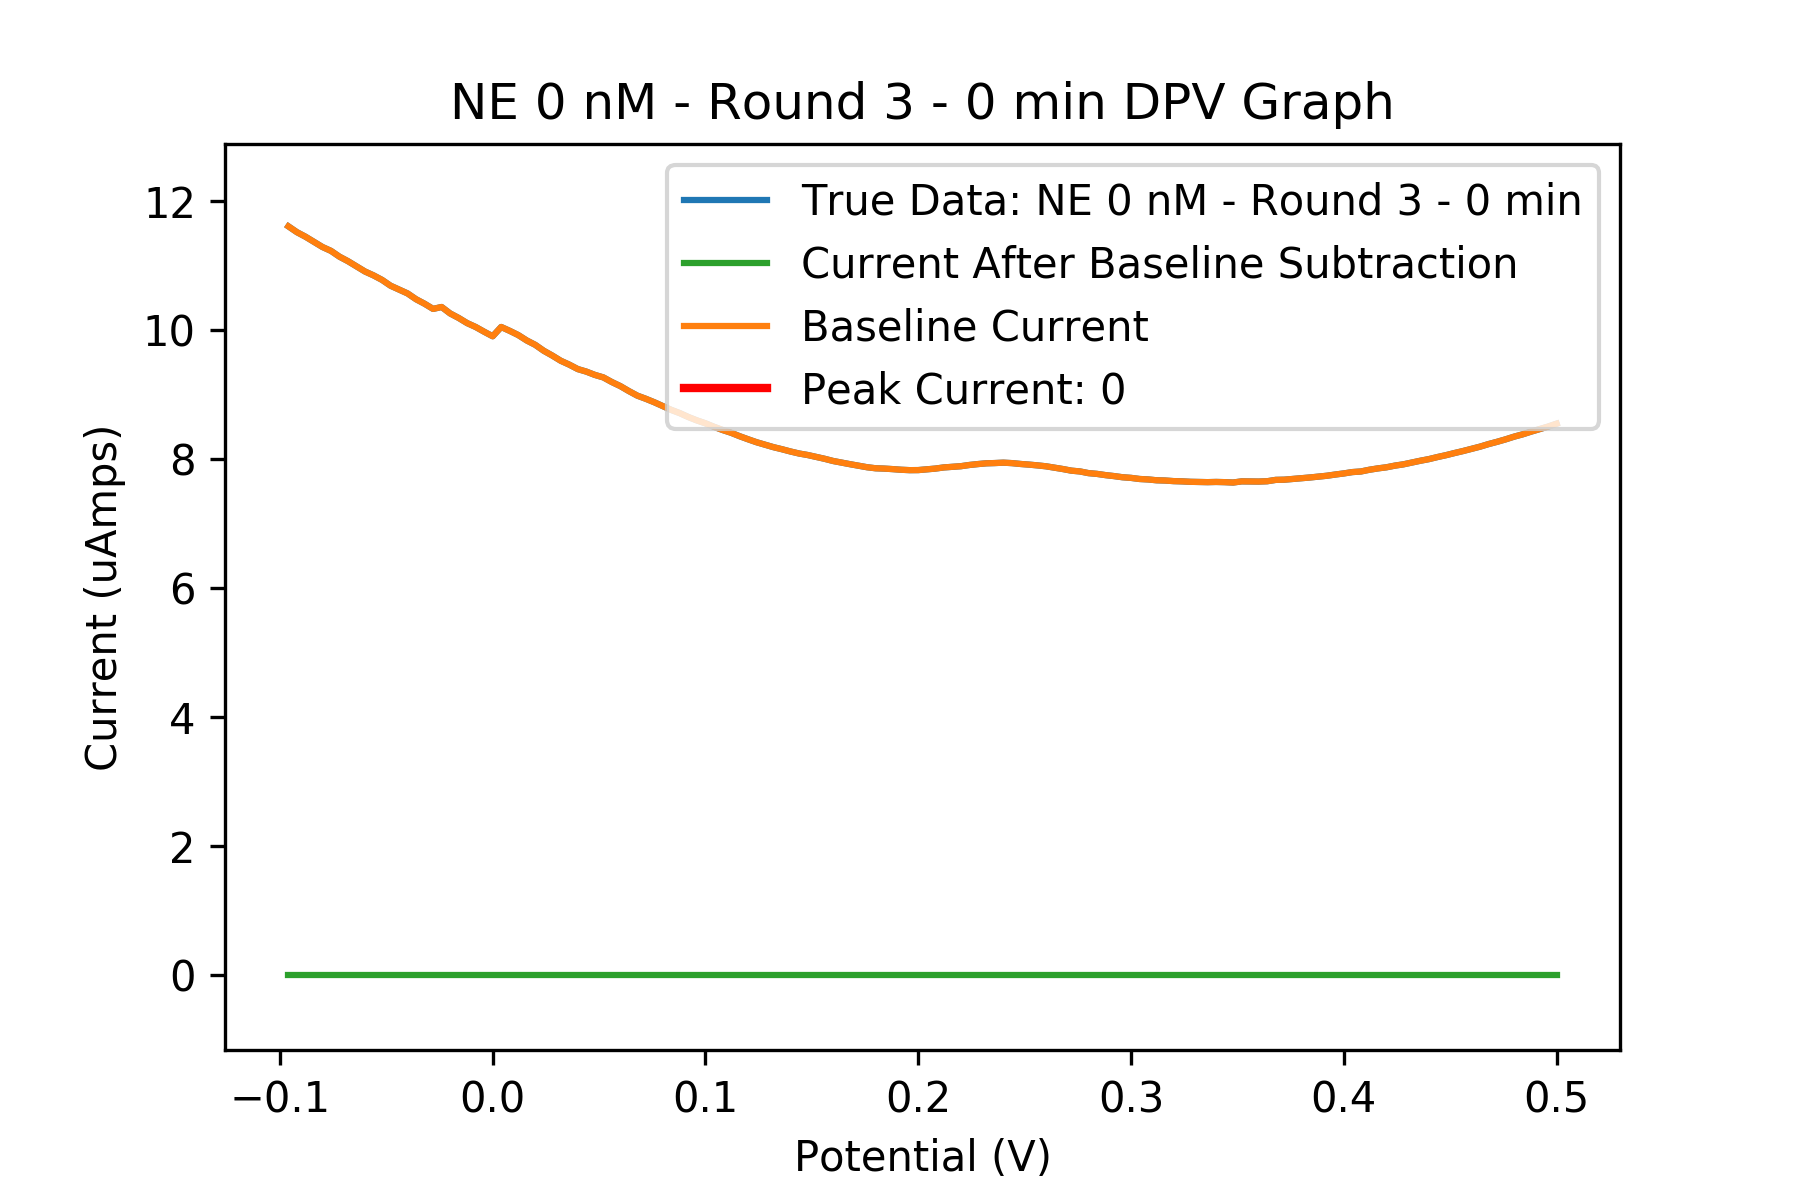 NE 0 nM - Round 3 - 0 min DPV Graph
True Data: NE 0 nM - Round 3 - 0 min
Current After Baseline Subtraction
Baseline Current
Peak Current: 0
12
10
8
6
4
2
0
Current (uAmps)
−0.1 0.0 0.1 0.2 0.3 0.4 0.5
Potential (V)